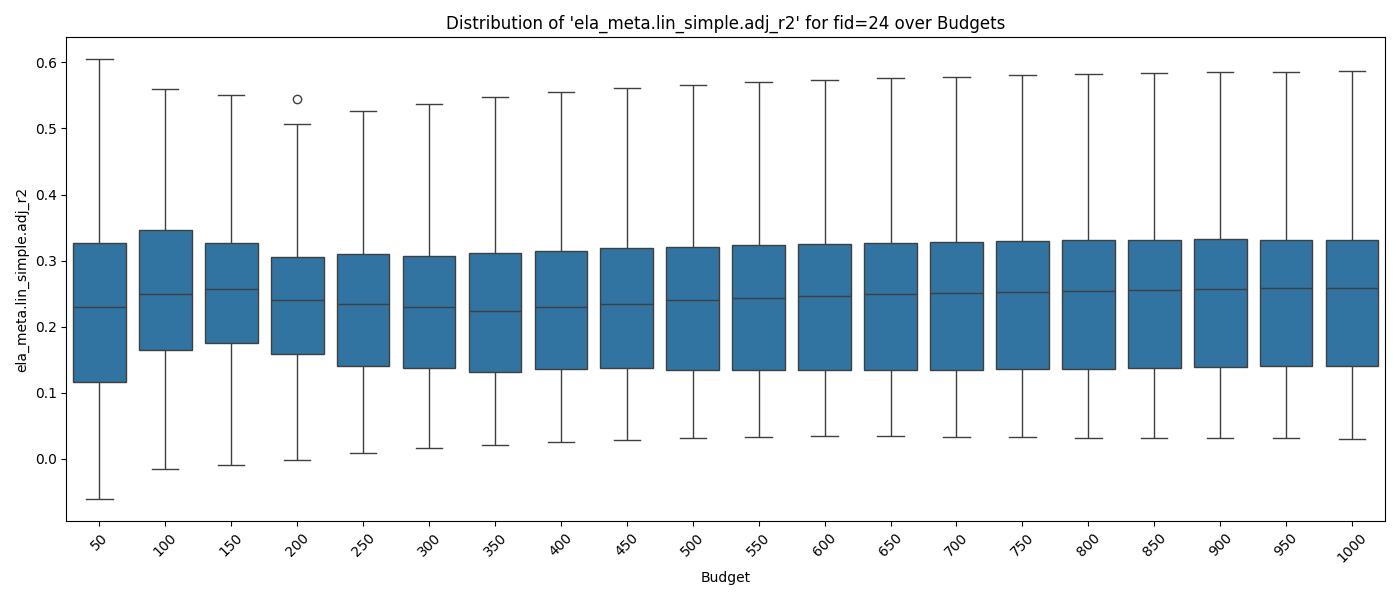 Distribution of 'ela_meta.lin_simple.adj_r2' for fid=24 over Budgets
ela_meta.lin_simple.adj_r2
0.6
0.5
0.4
0.3
0.2
0.1
0.0
50 100 150 200 250 300 350 400 450 500 550 600 650 700 750 800 850 900 950 1000
Budget